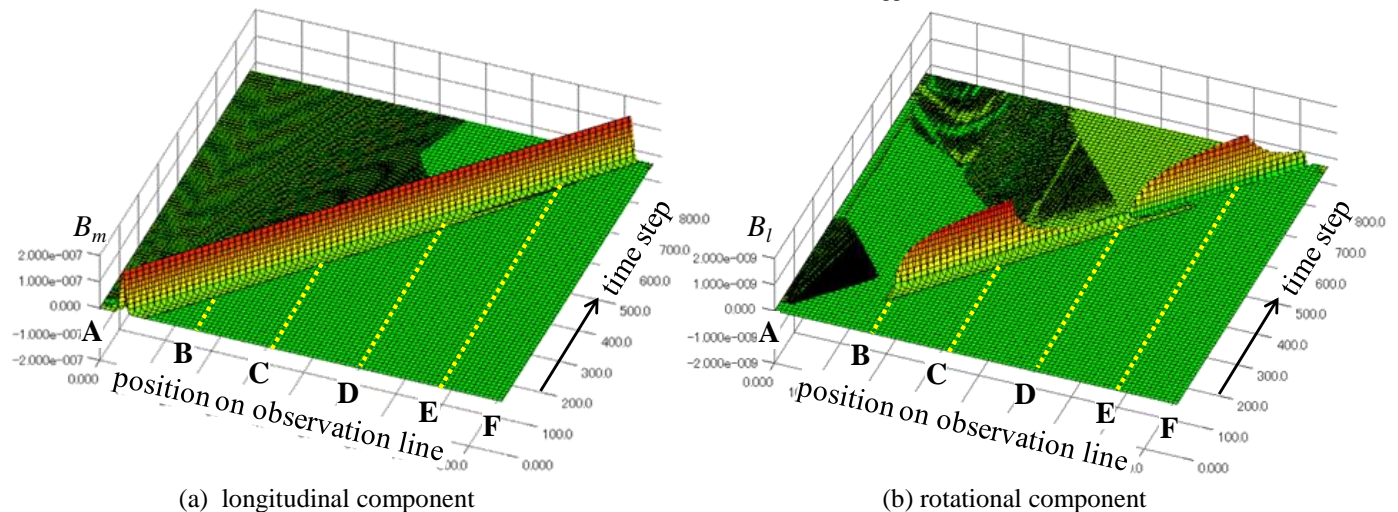 B_m
2.000e-007
1.000e-007
0.000
-1.000e-007
-2.000e-007
0.000
A
B
C
D
E
F
position on observation line
0.000
100.0
200.0
300.0
400.0
500.0
600.0
700.0
800.0
time step
(a) longitudinal component
B_l
2.000e-009
1.000e-009
0.000
-1.000e-009
-2.000e-009
0.000
A
B
C
D
E
F
position on observation line
0.000
100.0
200.0
300.0
400.0
500.0
600.0
700.0
800.0
time step
(b) rotational component